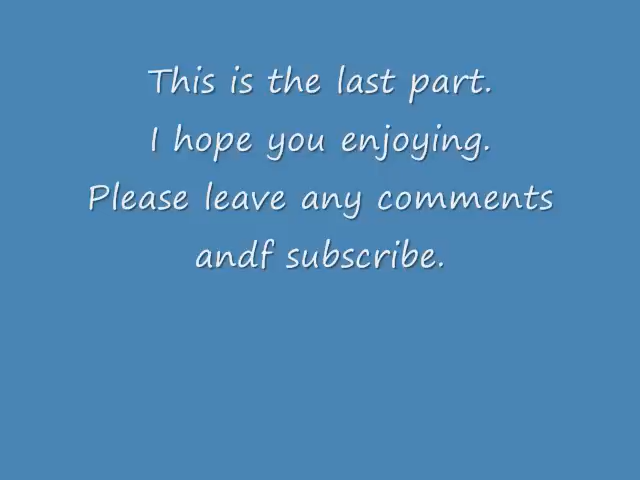 This is the last part.
I hope you enjoying.
Please leave any comments
andf subscribe.